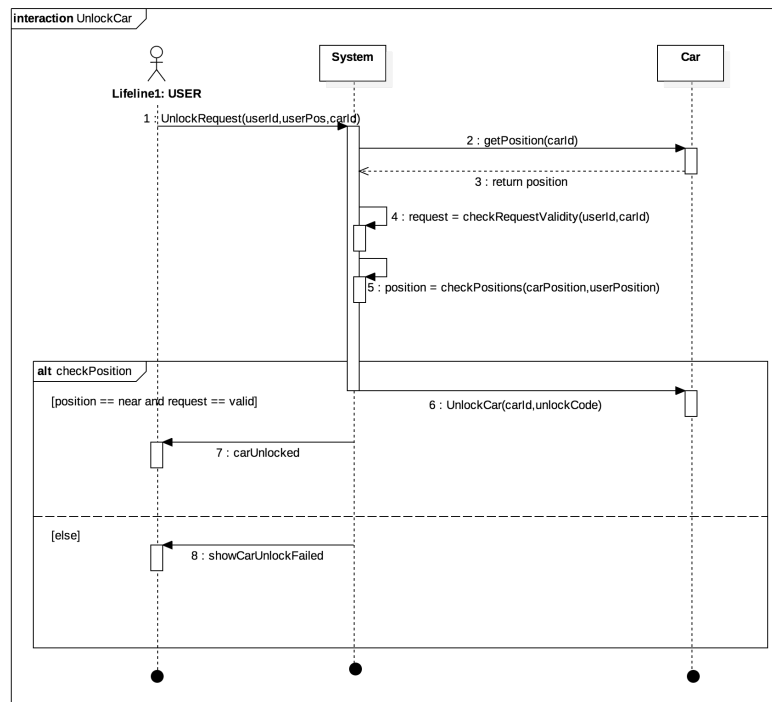 interaction UnlockCar
System
Car
Lifeline1: USER
1 : UnlockRequest(userId,userPos,carId)
2 : getPosition(carId)
3 : return position
4 : request = checkRequestValidity(userId,carId)
5 : position = checkPositions(carPosition,userPosition)
alt checkPosition
[position == near and request == valid]
6 : UnlockCar(carId,unlockCode)
7 : carUnlocked
[else]
8 : showCarUnlockFailed